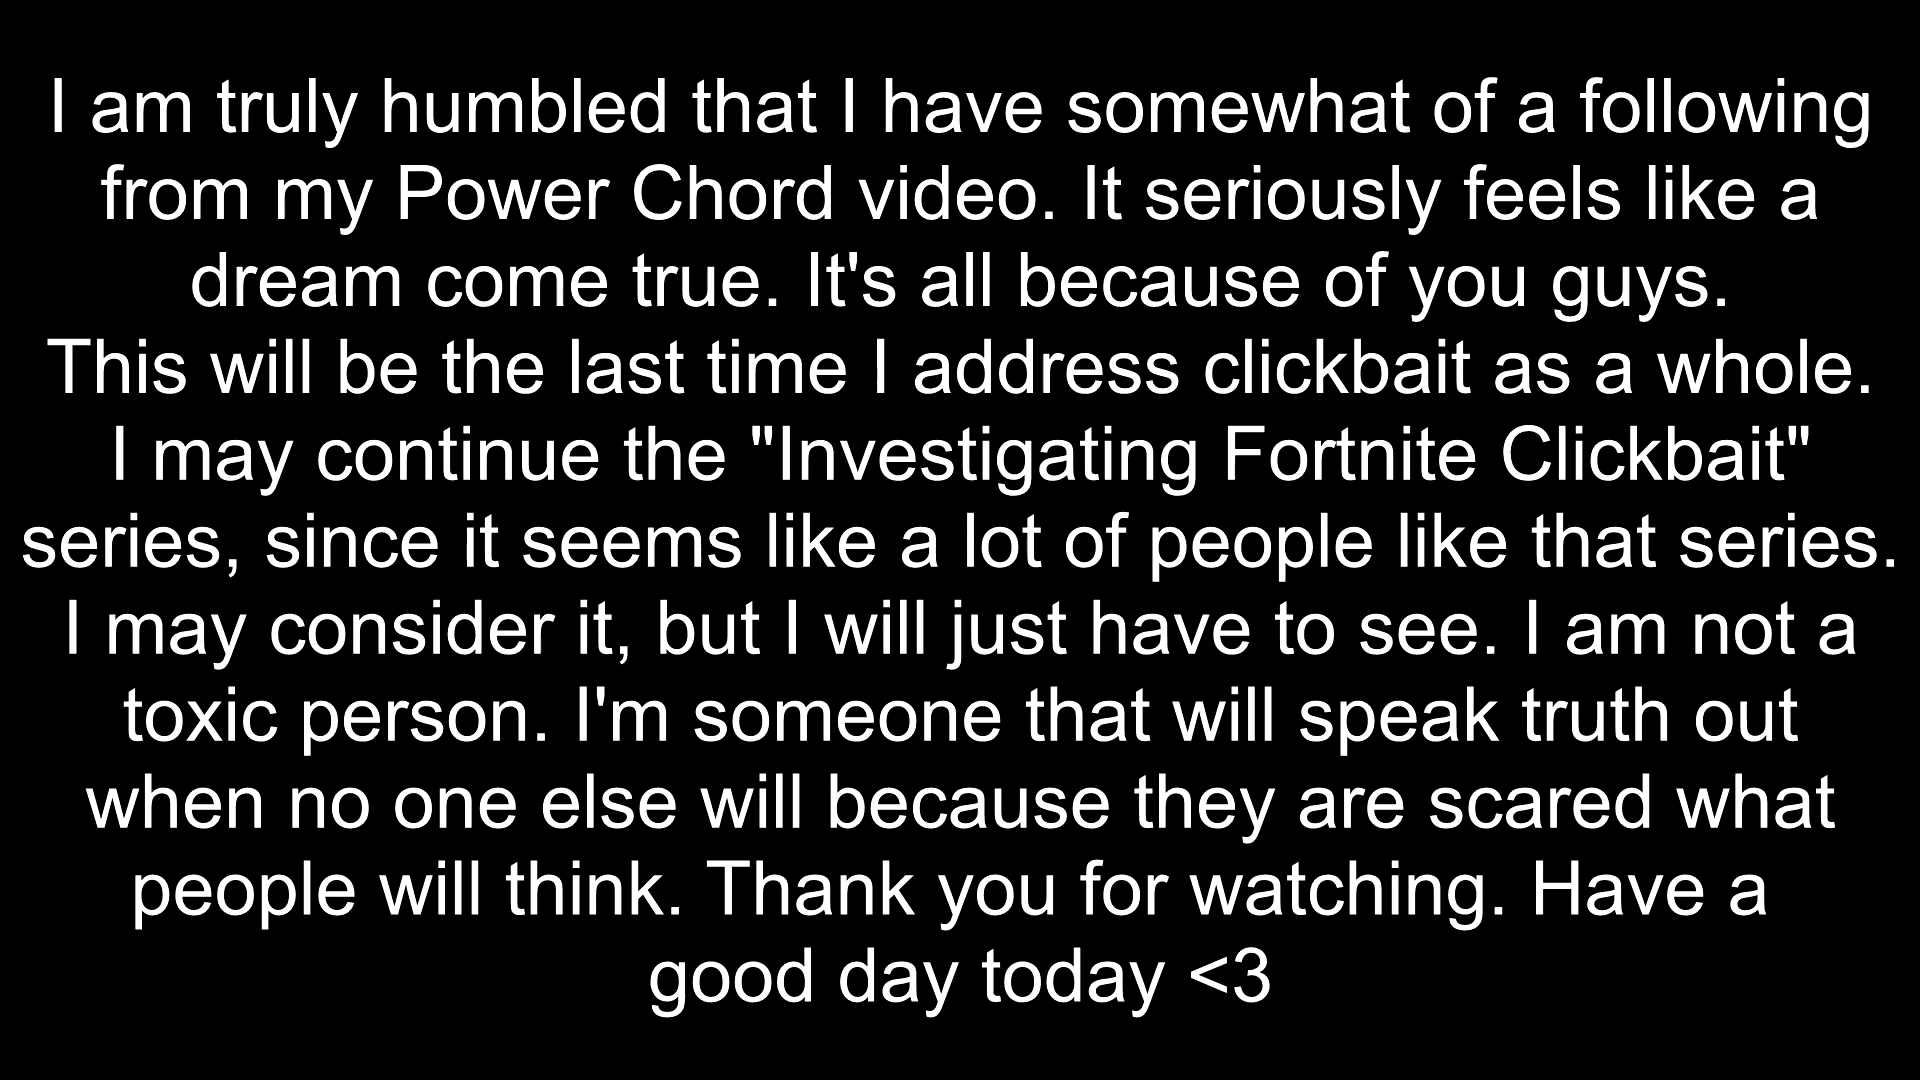 I am truly humbled that I have somewhat of a following
from my Power Chord video. It seriously feels like a
dream come true. It's all because of you guys.
This will be the last time I address clickbait as a whole.
I may continue the "Investigating Fortnite Clickbait"
series, since it seems like a lot of people like that series.
I may consider it, but I will just have to see. I am not a
toxic person. I'm someone that will speak truth out
when no one else will because they are scared what
people will think. Thank you for watching. Have a
good day today <3